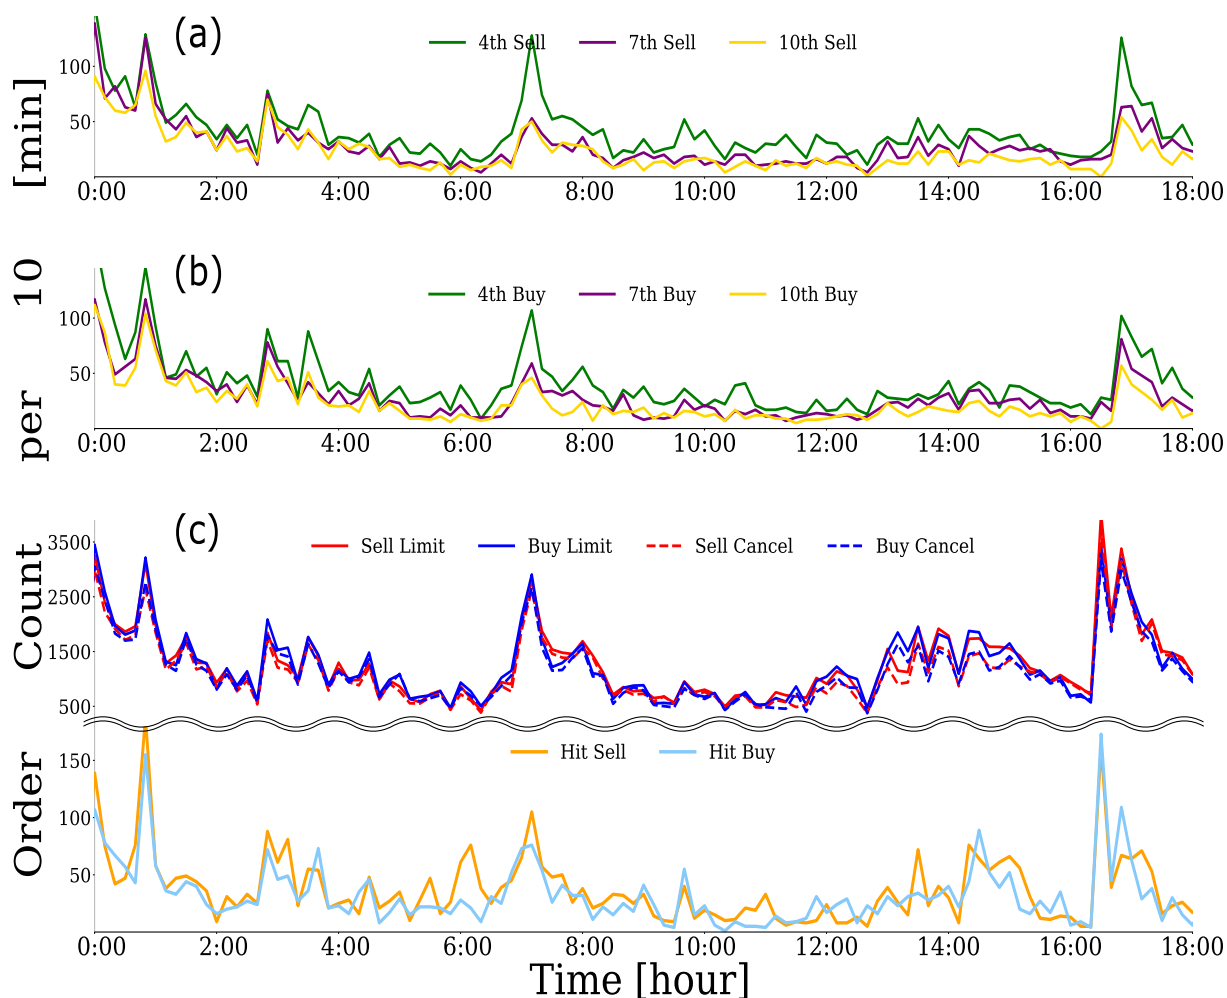 Order Count per 10 [min]
(a)
4th Sell 7th Sell 10th Sell
100
50
0:00 2:00 4:00 6:00 8:00 10:00 12:00 14:00 16:00 18:00
(b)
4th Buy 7th Buy 10th Buy
100
50
0:00 2:00 4:00 6:00 8:00 10:00 12:00 14:00 16:00 18:00
(c)
Sell Limit Buy Limit Sell Cancel Buy Cancel
3500
2500
1500
500
Hit Sell Hit Buy
150
100
50
0:00 2:00 4:00 6:00 8:00 10:00 12:00 14:00 16:00 18:00
Time [hour]